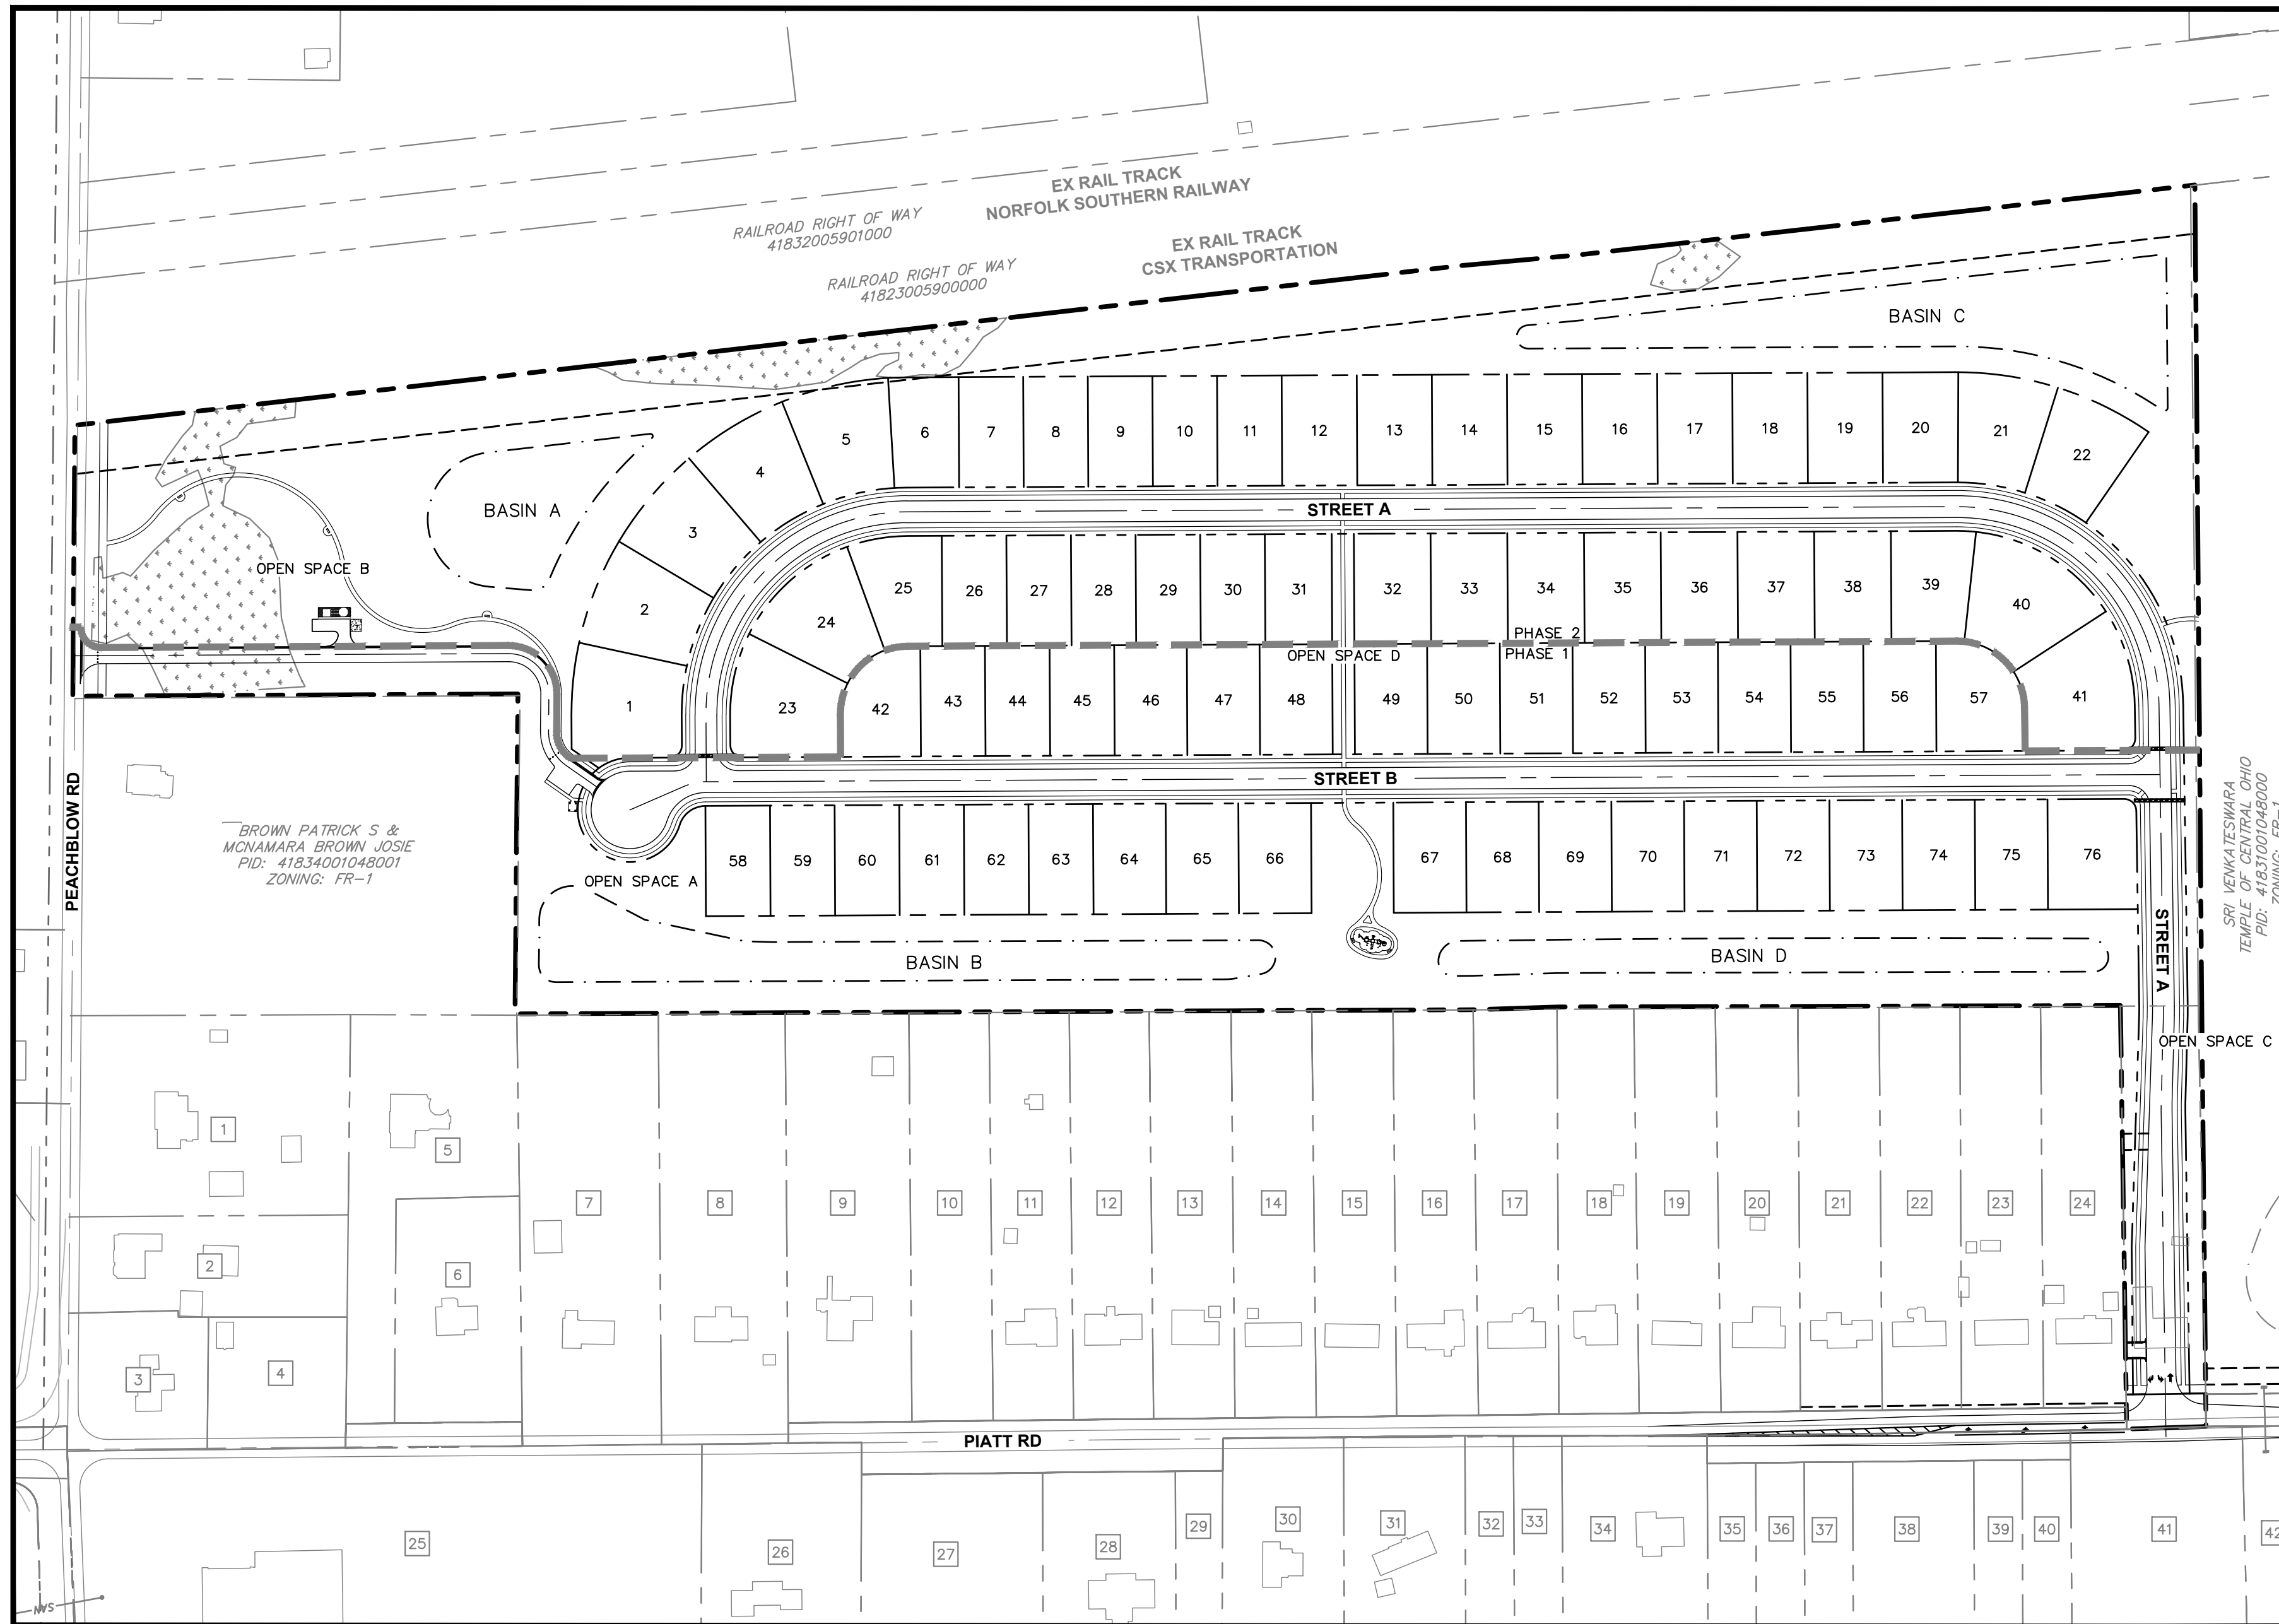 EX RAIL TRACK
NORFOLK SOUTHERN RAILWAY
RAILROAD RIGHT OF WAY
41832005901000
EX RAIL TRACK
CSX TRANSPORTATION
RAILROAD RIGHT OF WAY
41823005900000
BASIN C
5 6 7 8 9 10 11 12 13 14 15 16 17 18 19 20 21 22
4
3
BASIN A
STREET A
OPEN SPACE B
2
24 25 26 27 28 29 30 31 32 33 34 35 36 37 38 39 40
PHASE 2
OPEN SPACE D
PHASE 1
1 23 42 43 44 45 46 47 48 49 50 51 52 53 54 55 56 57 41
STREET B
PEACHBLOW RD
BROWN PATRICK S &
MCNAMARA BROWN JOSIE
PID: 41834001048001
ZONING: FR-1
58 59 60 61 62 63 64 65 66 67 68 69 70 71 72 73 74 75 76
OPEN SPACE A
SRI VENKATESWARA
TEMPLE OF CENTRAL OHIO
PID: 41831001048000
ZONING: FR-1
STREET A
BASIN B
BASIN D
OPEN SPACE C
1
5
7 8 9 10 11 12 13 14 15 16 17 18 19 20 21 22 23 24
2
6
3
4
PIATT RD
25 26 27 28 29 30 31 32 33 34 35 36 37 38 39 40 41 42
SAN